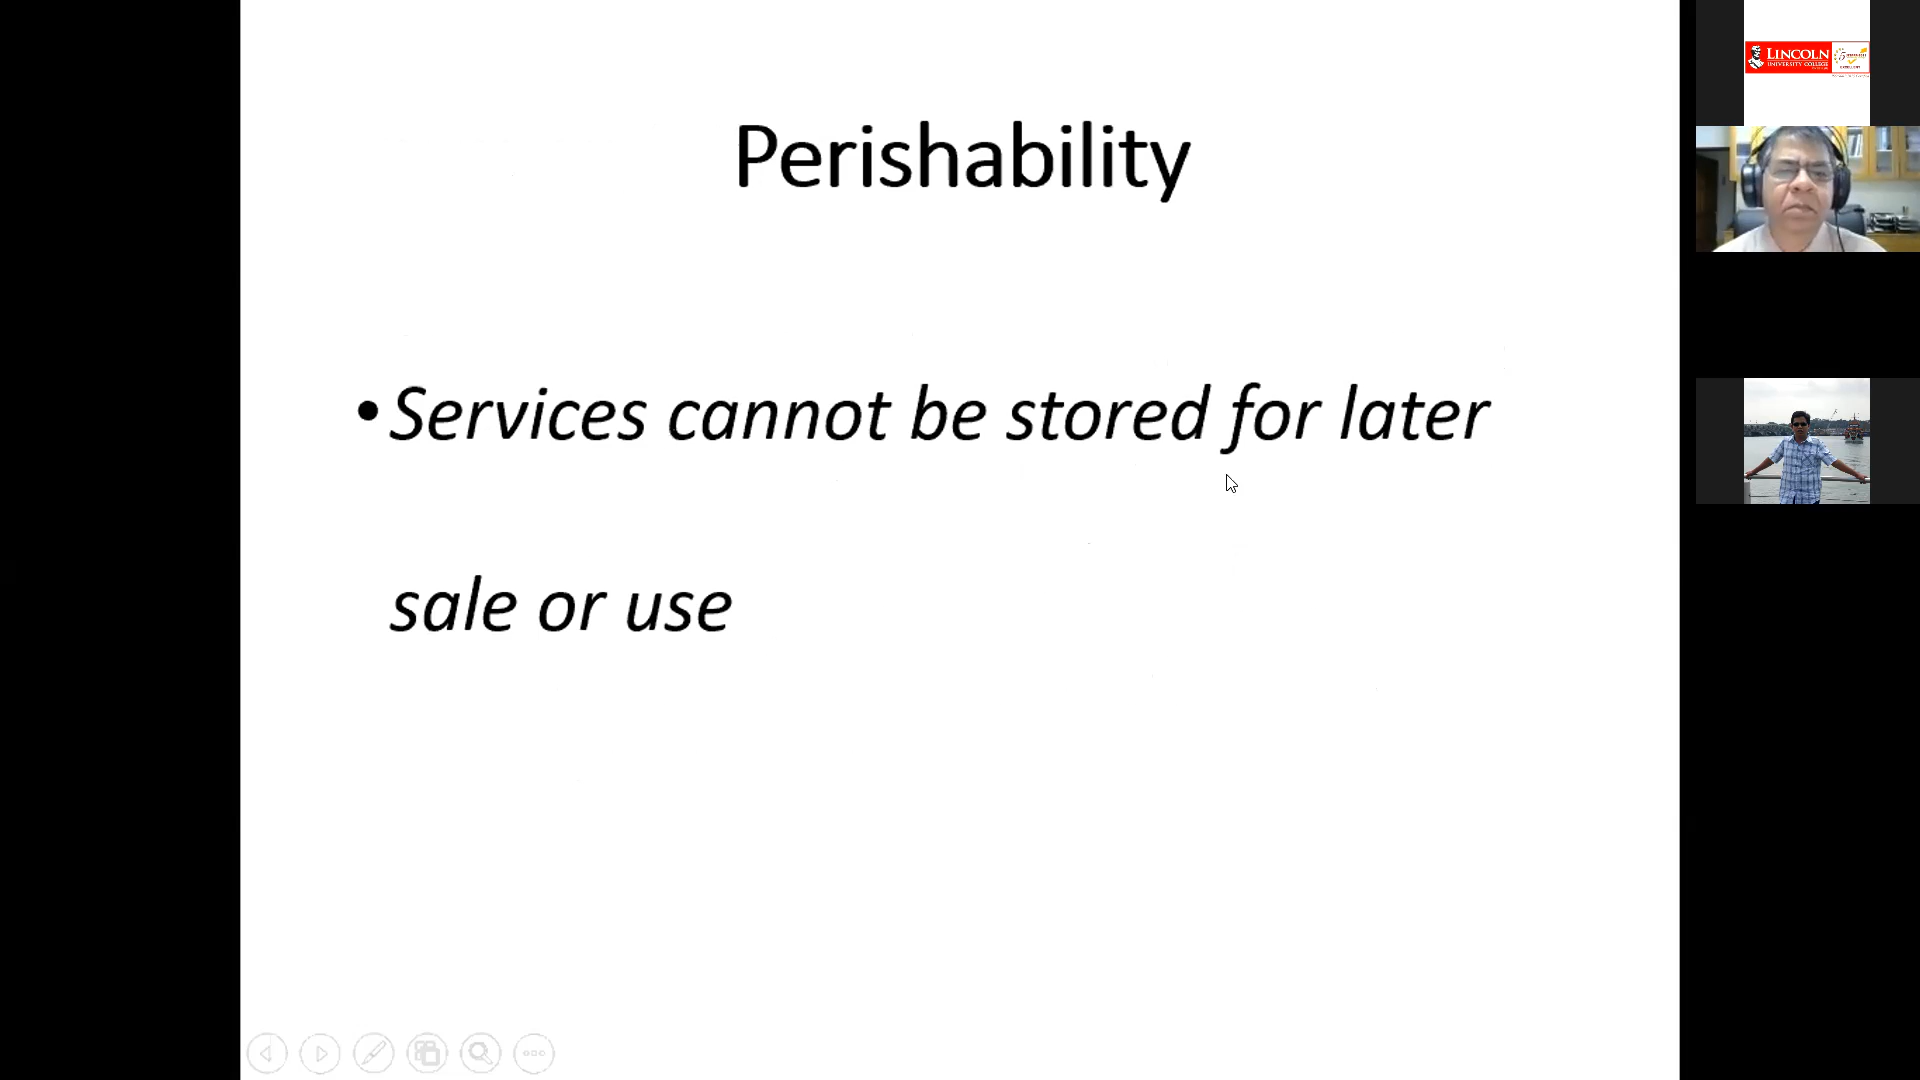 Perishability
• Services cannot be stored for later
sale or use
LINCOLN
UNIVERSITY COLLEGE